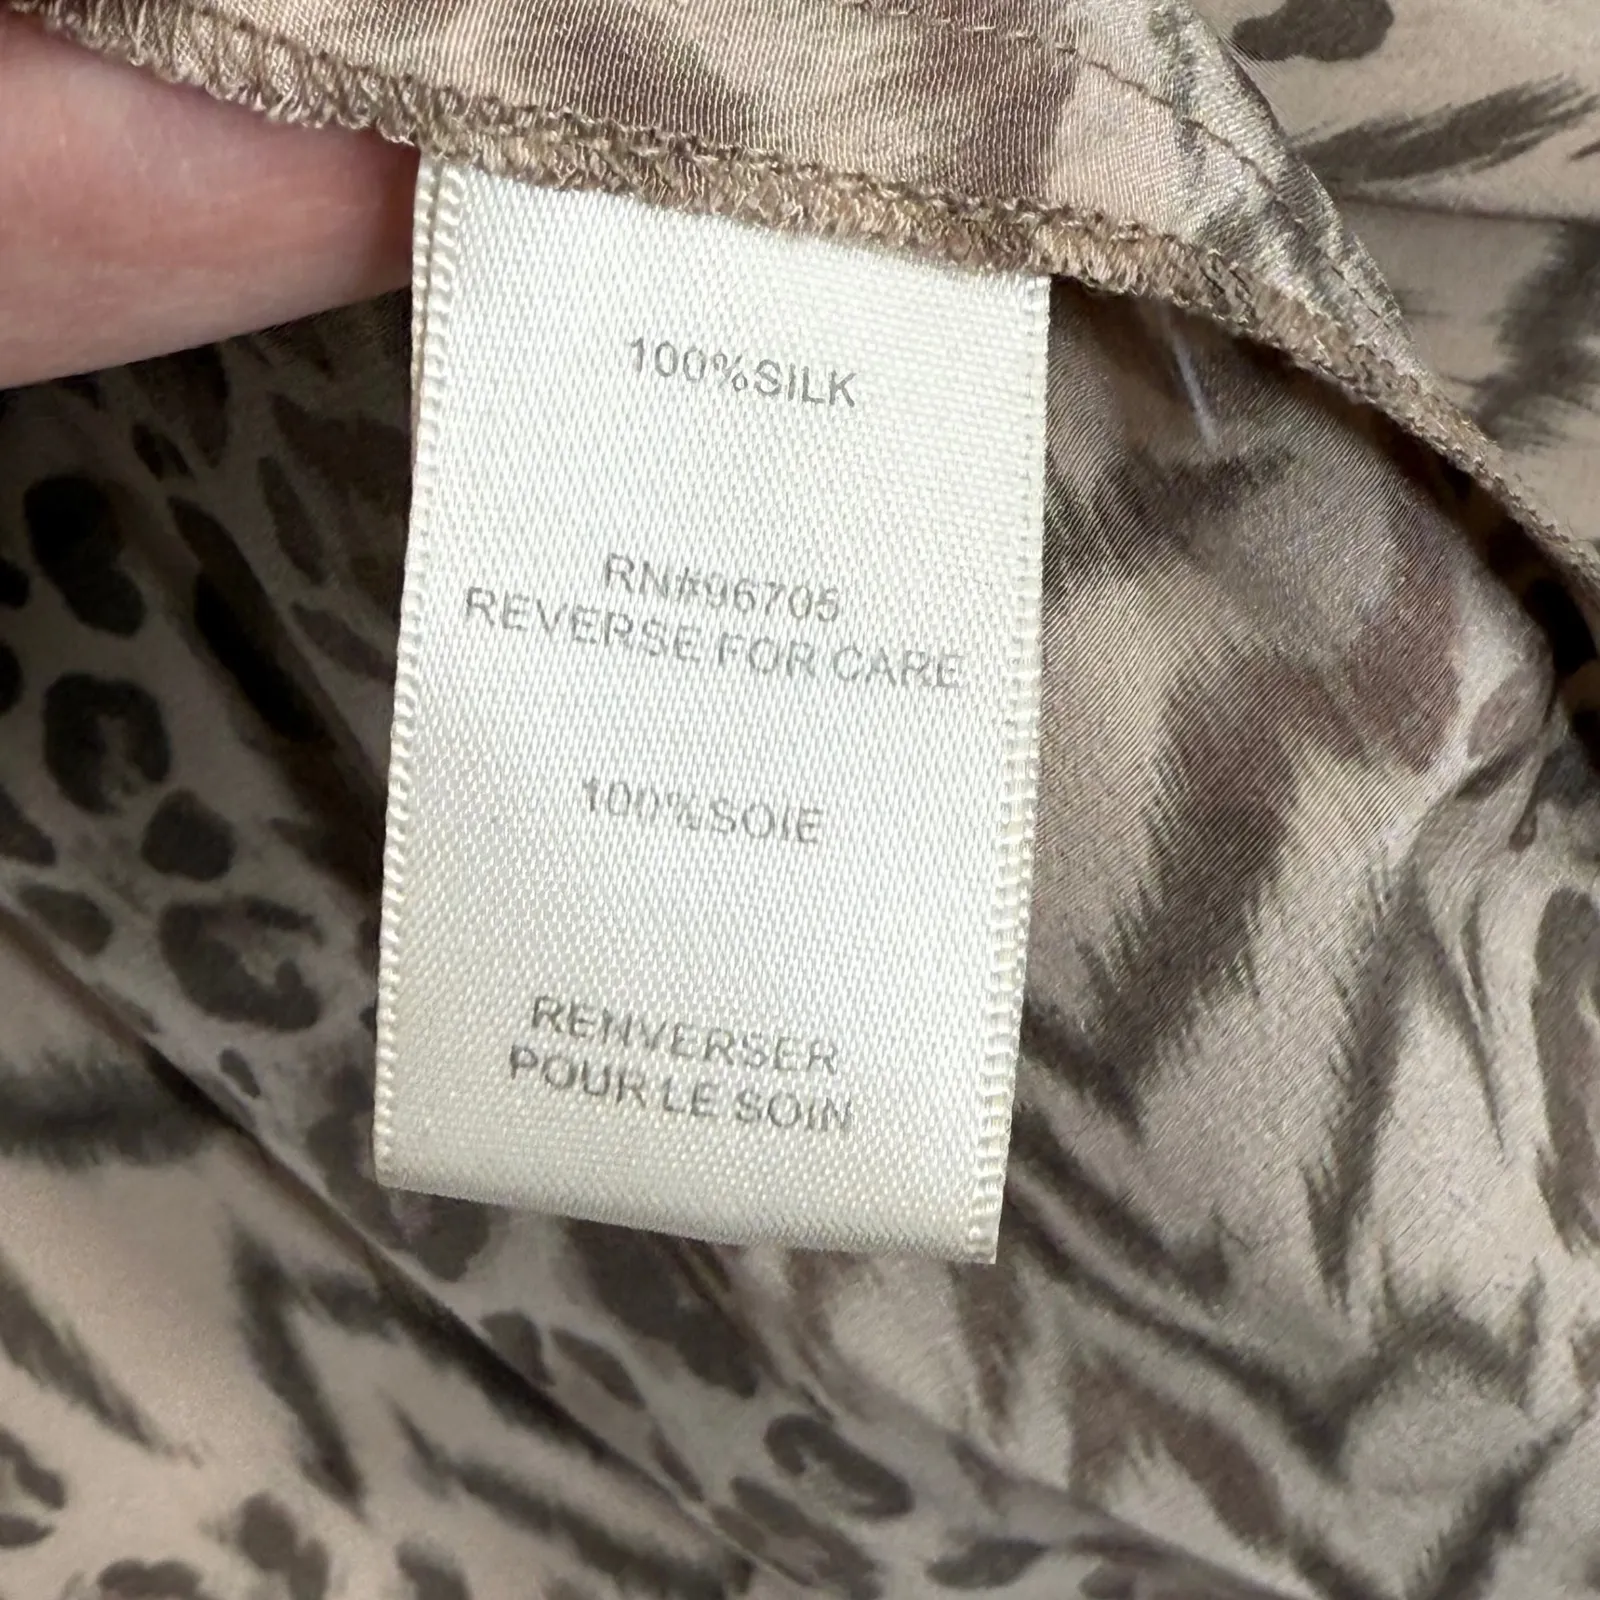 100%SILK
RN#96705
REVERSE FOR CARE
100%SOIE
RENVERSER
POUR LE SOIN